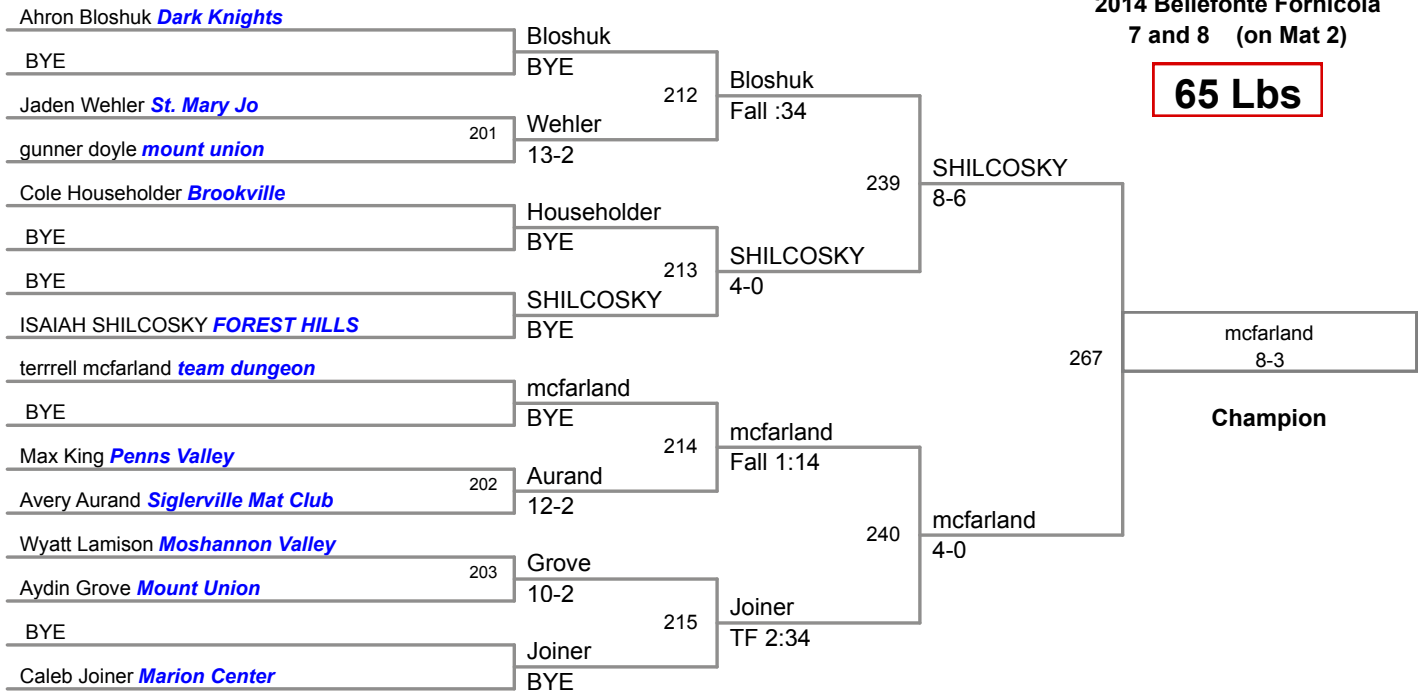 2014 Bellefonte Fornicola
7 and 8 (on Mat 2)
65 Lbs
Ahron Bloshuk Dark Knights
BYE
Jaden Wehler St. Mary Jo
201
gunner doyle mount union
Cole Householder Brookville
BYE
BYE
ISAIAH SHILCOSKY FOREST HILLS
terrrell mcfarland team dungeon
BYE
Max King Penns Valley
202
Avery Aurand Siglerville Mat Club
Wyatt Lamison Moshannon Valley
203
Aydin Grove Mount Union
BYE
Caleb Joiner Marion Center
Bloshuk
BYE
212
Wehler
13-2
Householder
BYE
213
SHILCOSKY
BYE
mcfarland
BYE
214
Aurand
12-2
Grove
10-2
215
Joiner
BYE
Bloshuk
Fall :34
239
SHILCOSKY
4-0
mcfarland
Fall 1:14
240
Joiner
TF 2:34
SHILCOSKY
8-6
267
mcfarland
4-0
mcfarland
8-3
Champion